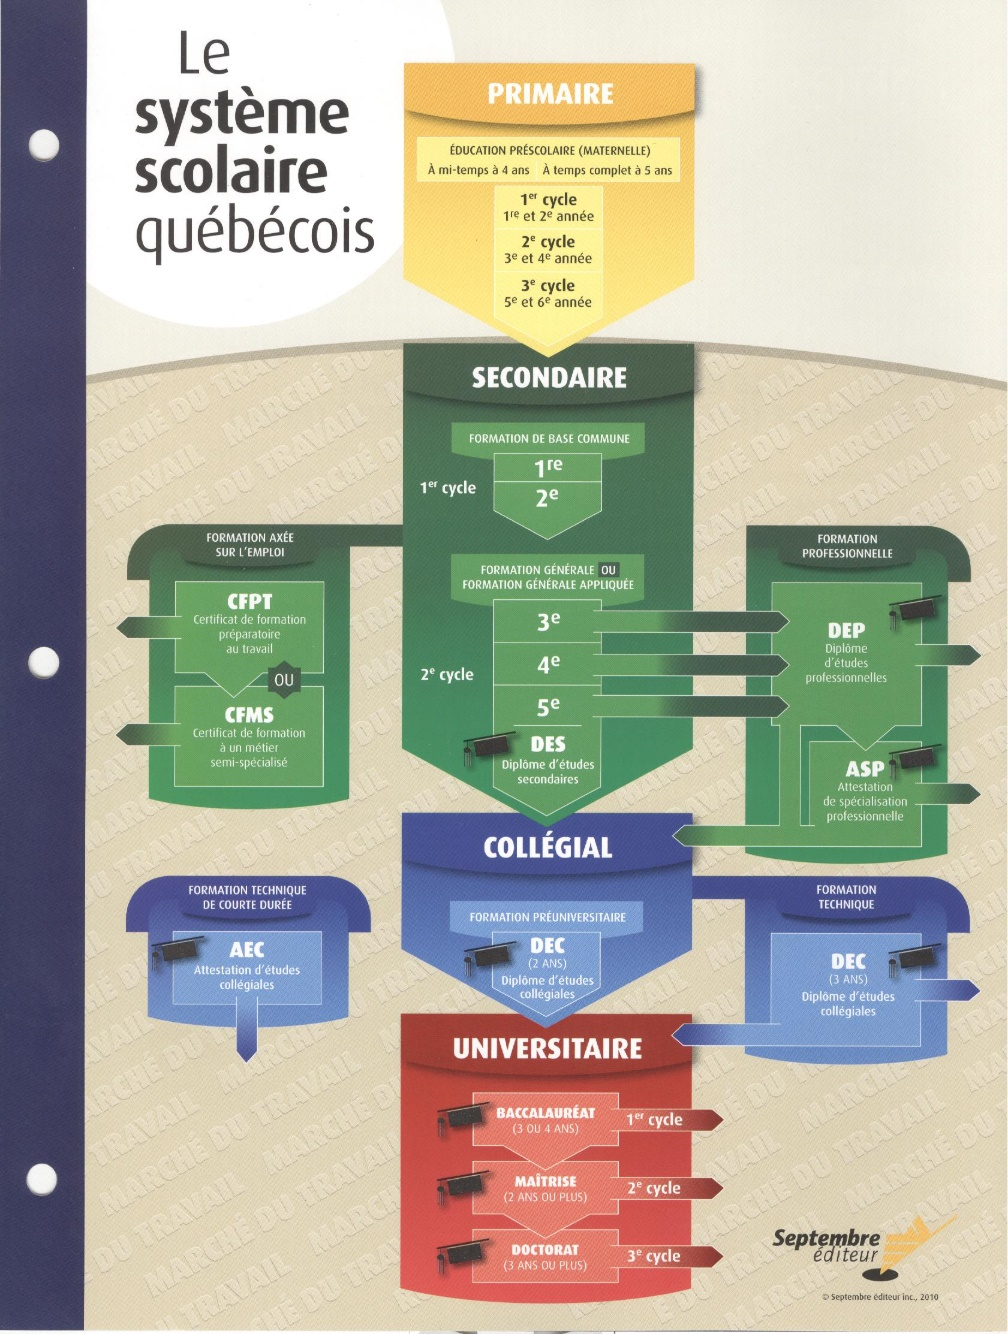 Le
système
scolaire
québécois
PRIMAIRE
ÉDUCATION PRÉSCOLAIRE (MATERNELLE)
À mi-temps à 4 ans
À temps complet à 5 ans
1er cycle
1re et 2e année
2e cycle
3e et 4e année
3e cycle
5e et 6e année
SECONDAIRE
FORMATION DE BASE COMMUNE
1er cycle
1re
2e
FORMATION GÉNÉRALE OU
FORMATION GÉNÉRALE APPLIQUÉE
2e cycle
3e
4e
5e
DES
Diplôme d'études
secondaires
FORMATION AXÉE
SUR L'EMPLOI
CFPT
Certificat de formation
préparatoire
au travail
OU
CFMS
Certificat de formation
à un métier
semi-spécialisé
FORMATION
PROFESSIONNELLE
DEP
Diplôme
d'études
professionnelles
ASP
Attestation
de spécialisation
professionnelle
COLLÉGIAL
FORMATION TECHNIQUE
DE COURTE DURÉE
AEC
Attestation d'études
collégiales
FORMATION PRÉUNIVERSITAIRE
DEC
(2 ANS)
Diplôme d'études
collégiales
FORMATION
TECHNIQUE
DEC
(3 ANS)
Diplôme d'études
collégiales
UNIVERSITAIRE
BACCALAURÉAT
(3 OU 4 ANS)
1er cycle
MAÎTRISE
(2 ANS OU PLUS)
2e cycle
DOCTORAT
(3 ANS OU PLUS)
3e cycle
MARCHÉ DU TRAVAIL
Septembre
éditeur
© Septembre éditeur inc., 2010